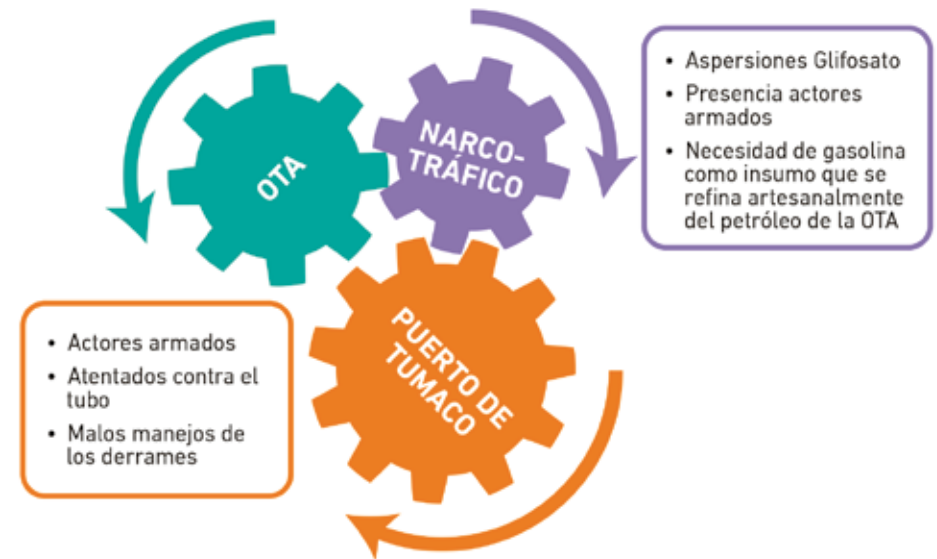 OTA
NARCO-
TRÁFICO
• Aspersiones Glifosato
• Presencia actores
armados
• Necesidad de gasolina
como insumo que se
refina artesanalmente
del petróleo de la OTA
PUERTO DE
TUMACO
• Actores armados
• Atentados contra el
tubo
• Malos manejos de
los derrames